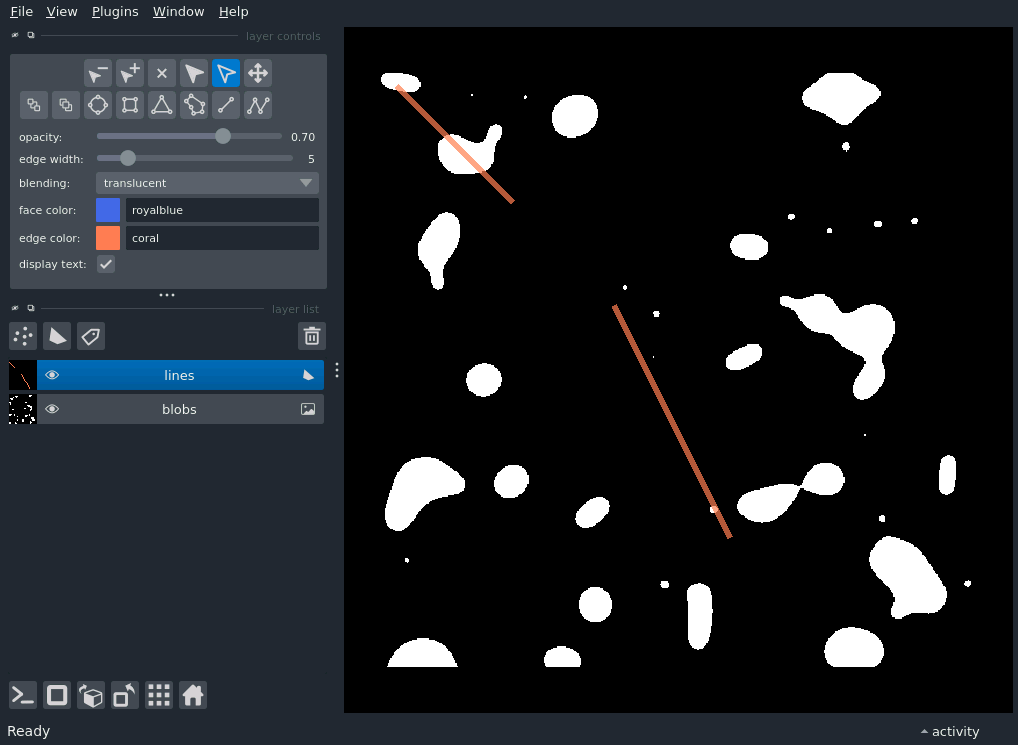 File View Plugins Window Help
layer controls
opacity: 0.70
edge width: 5
blending: translucent
face color: royalblue
edge color: coral
display text:
layer list
lines
blobs
Ready
activity